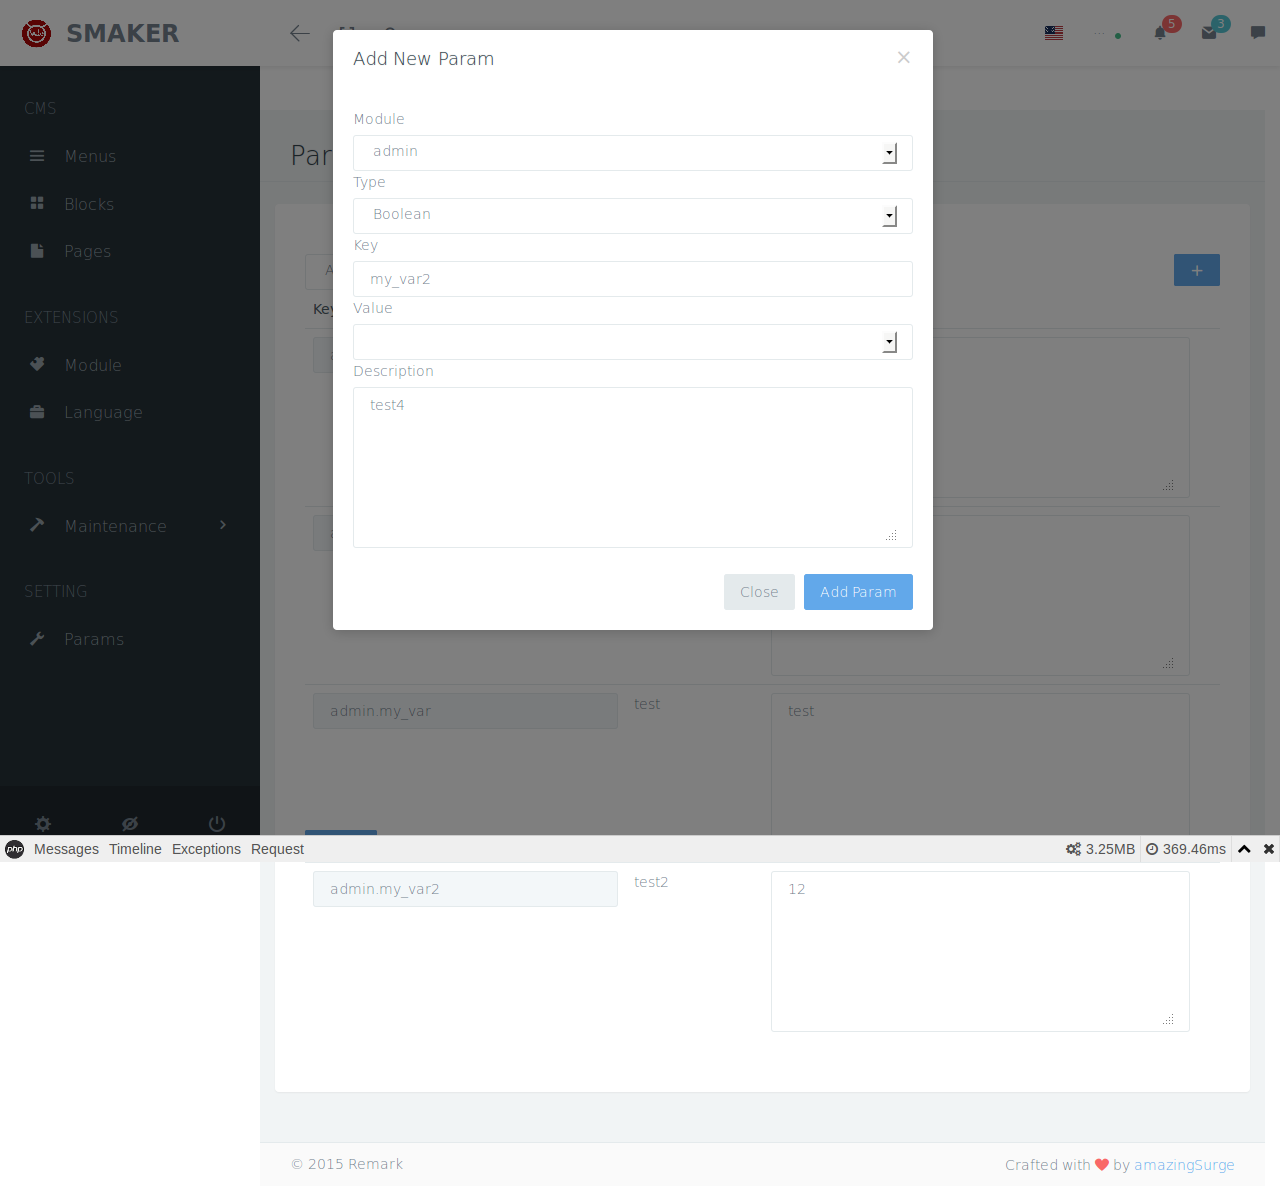 SMAKER
5
3
Add New Param
×
CMS
Menus
Blocks
Pages
EXTENSIONS
Module
Language
TOOLS
Maintenance
SETTING
Params
Module
admin
Type
Boolean
Key
my_var2
Value
Description
test4
Close
Add Param
+
admin.my_var
test
test
php
Messages
Timeline
Exceptions
Request
3.25MB
369.46ms
admin.my_var2
test2
12
© 2015 Remark
Crafted with ❤ by amazingSurge